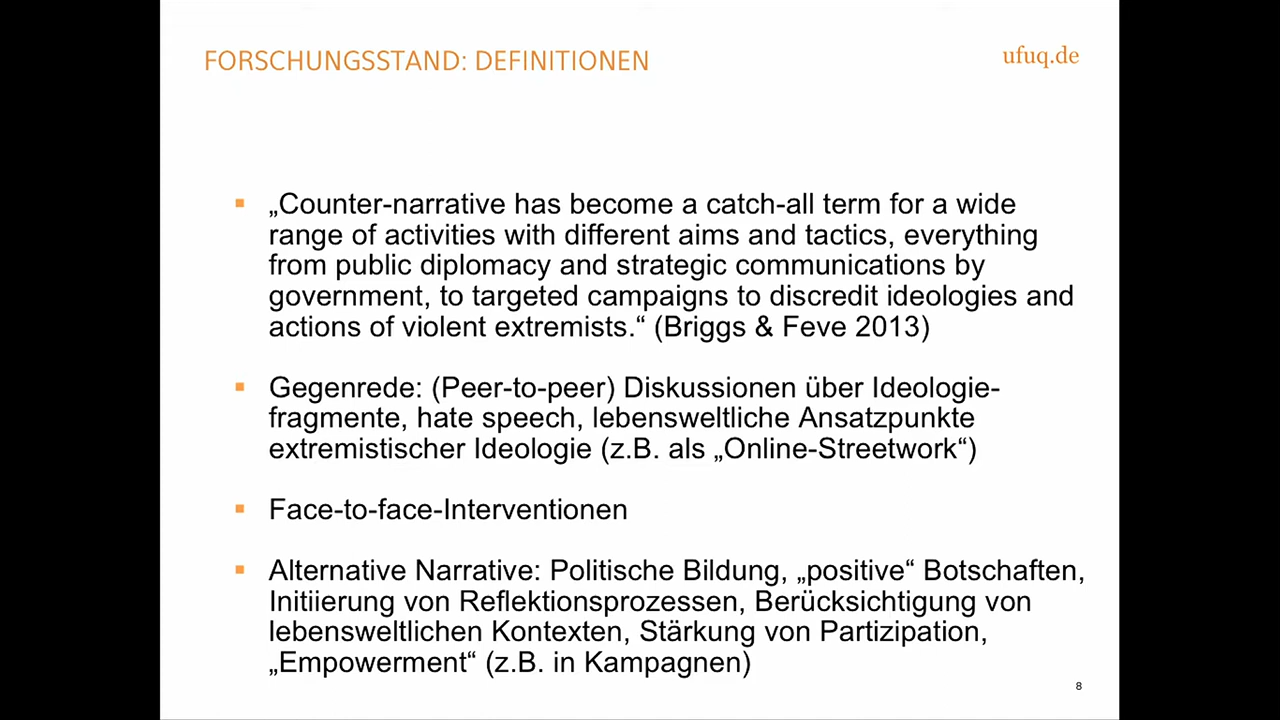 FORSCHUNGSSTAND: DEFINITIONEN
ufuq.de
„Counter-narrative has become a catch-all term for a wide
range of activities with different aims and tactics, everything
from public diplomacy and strategic communications by
government, to targeted campaigns to discredit ideologies and
actions of violent extremists.“ (Briggs & Feve 2013)
Gegenrede: (Peer-to-peer) Diskussionen über Ideologie-
fragmente, hate speech, lebensweltliche Ansatzpunkte
extremistischer Ideologie (z.B. als „Online-Streetwork“)
Face-to-face-Interventionen
Alternative Narrative: Politische Bildung, „positive“ Botschaften,
Initiierung von Reflektionsprozessen, Berücksichtigung von
lebensweltlichen Kontexten, Stärkung von Partizipation,
„Empowerment“ (z.B. in Kampagnen)
8